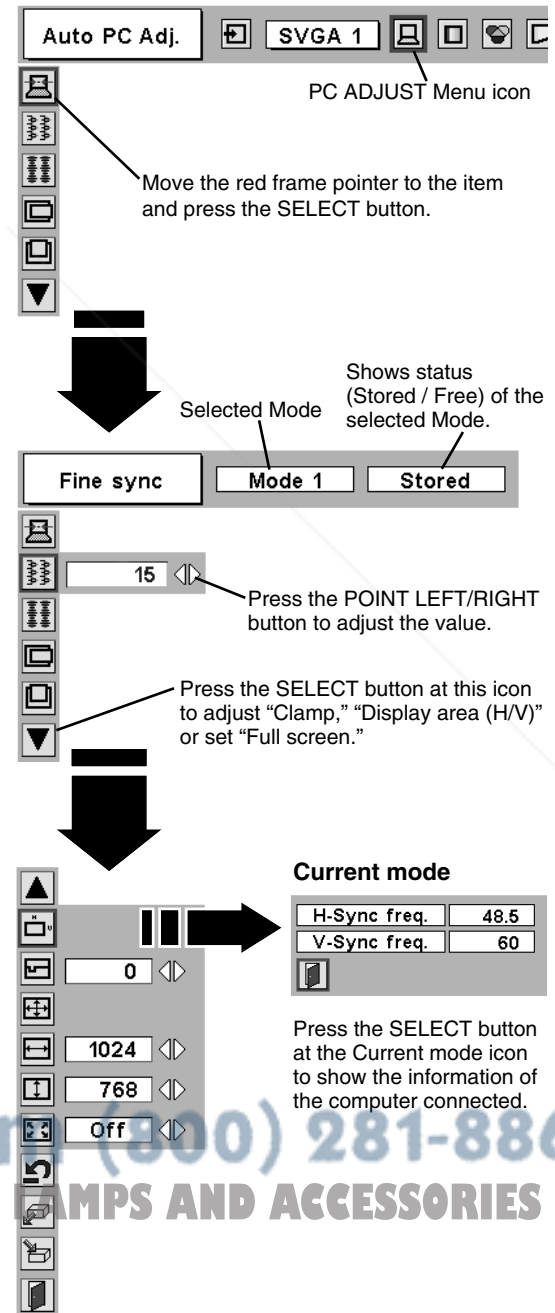 Auto PC Adj.
SVGA 1
PC ADJUST Menu icon
Move the red frame pointer to the item
and press the SELECT button.
Selected Mode
Shows status
(Stored / Free) of the
selected Mode.
Fine sync
Mode 1
Stored
15
Press the POINT LEFT/RIGHT
button to adjust the value.
Press the SELECT button at this icon
to adjust “Clamp,” “Display area (H/V)”
or set “Full screen.”
Current mode
H-Sync freq. 48.5
V-Sync freq. 60
H
V
0
1024
768
Off
Press the SELECT button
at the Current mode icon
to show the information of
the computer connected.
(800) 281-886
LAMPS AND ACCESSORIES